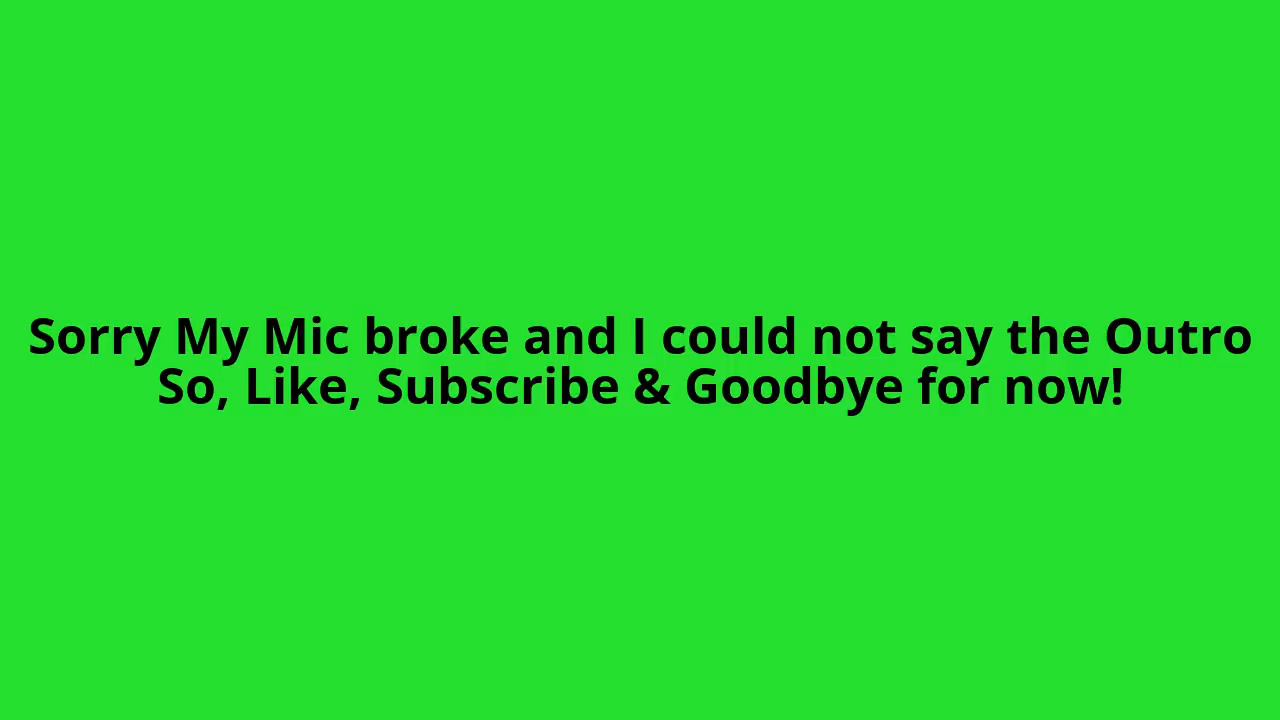 Sorry My Mic broke and I could not say the Outro
So, Like, Subscribe & Goodbye for now!